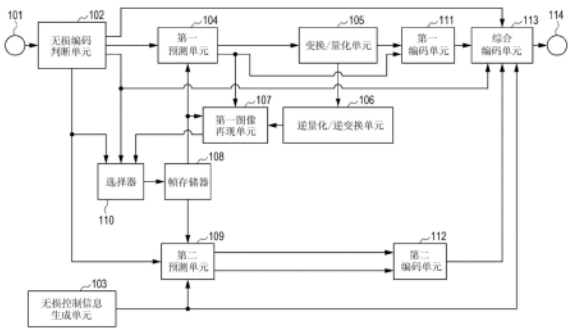 101
102
无损编码
判断单元
104
第一
预测单元
105
变换/量化单元
111
第一
编码单元
113
综合
编码单元
114
107
第一图像
再现单元
106
逆量化/逆变换单元
选择器
110
108
帧存储器
109
第二
预测单元
112
第二
编码单元
103
无损控制信息
生成单元